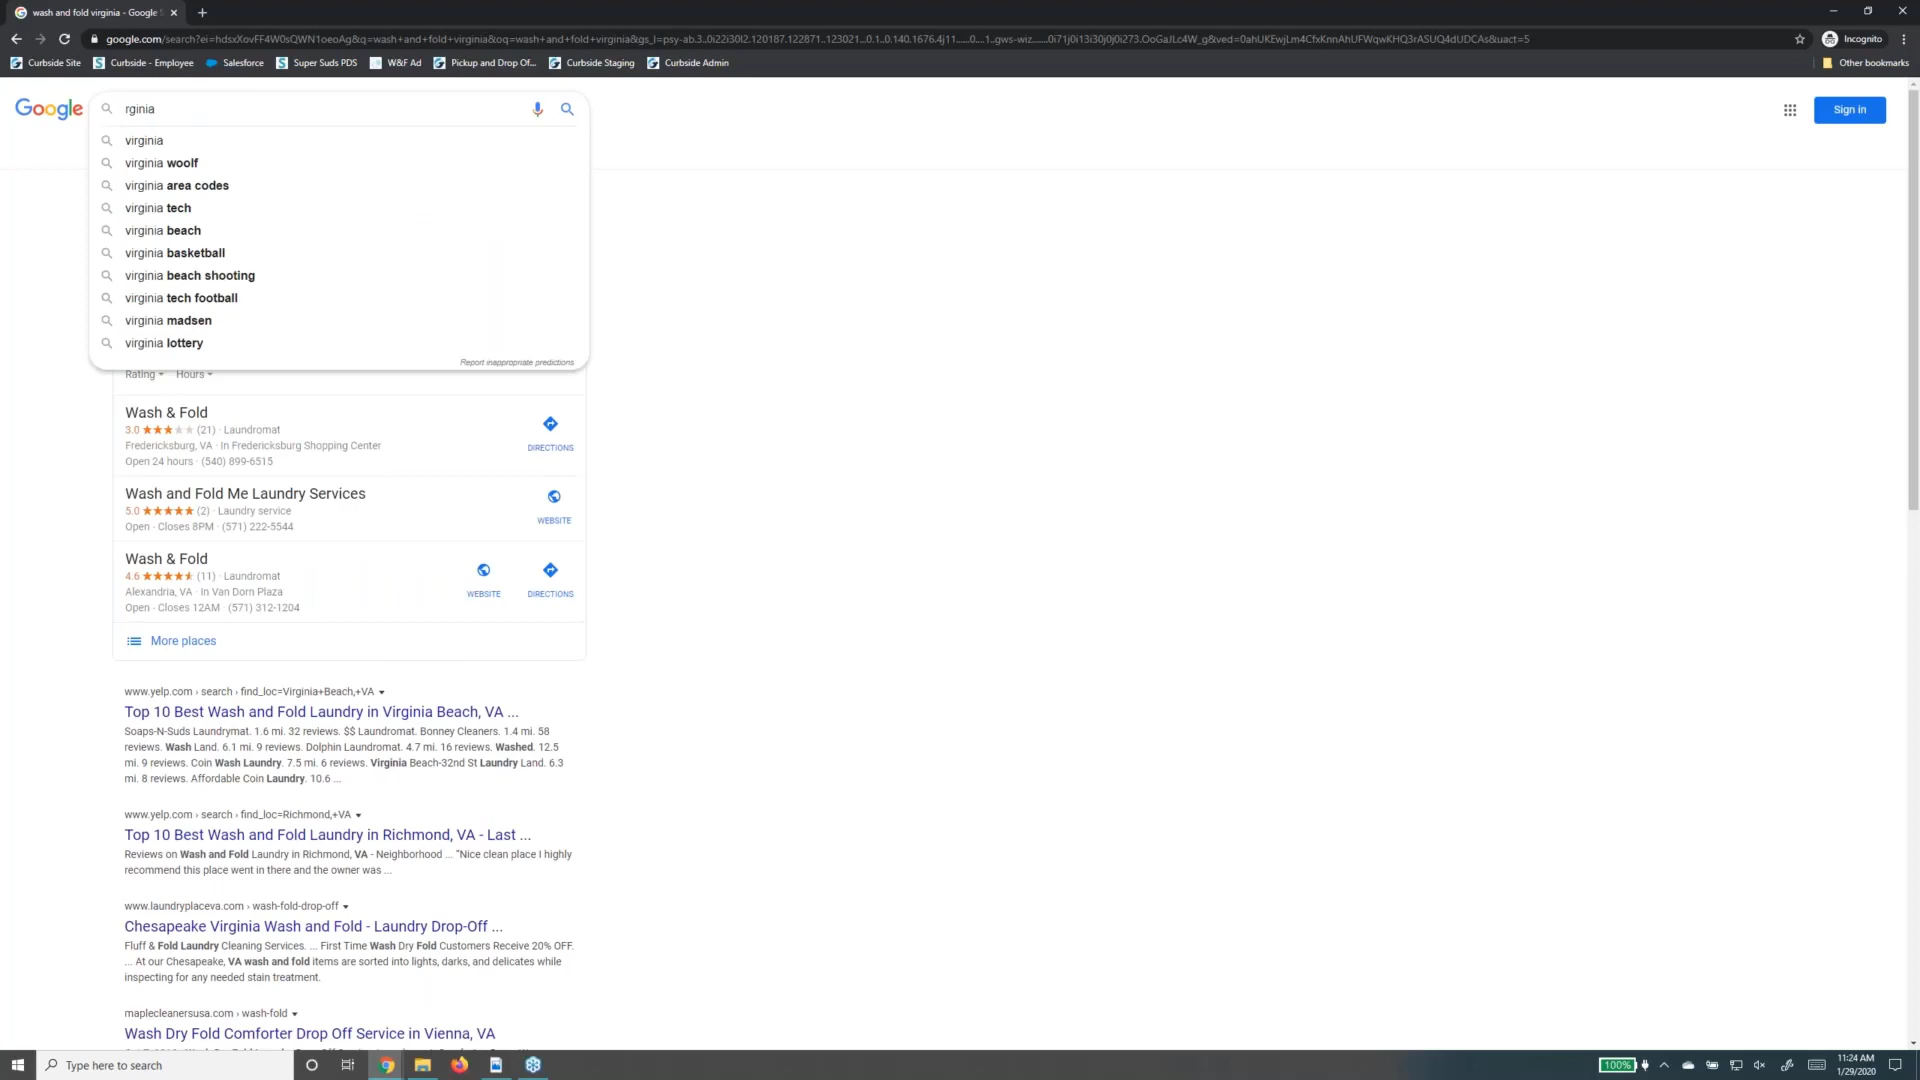 wash and fold virginia - Google S
google.com/search?ei=hdsxXovFF4W0sQWN1oeoAg&q=wash+and+fold+virginia&oq=wash+and+fold+virginia&gs_l=psy-ab.3..0i22i30l2.120187.122871..123021...0.1..0.140.1676.4j11......0....1..gws-wiz.......0i71j0i13i30j0j0i273.OoGaJLc4W_g&ved=0ahUKEwjLm4CfxKnnAhUFWqwKHQ3rASUQ4dUDCAs&uact=5
Incognito
Curbside Site
Curbside - Employee
Salesforce
Super Suds PDS
W&F Ad
Pickup and Drop Of...
Curbside Staging
Curbside Admin
Other bookmarks
Google
rginia
Sign in
virginia
virginia woolf
virginia area codes
virginia tech
virginia beach
virginia basketball
virginia beach shooting
virginia tech football
virginia madsen
virginia lottery
Report inappropriate predictions
Rating Hours
Wash & Fold
3.0 (21) · Laundromat
Fredericksburg, VA · In Fredericksburg Shopping Center
Open 24 hours · (540) 899-6515
DIRECTIONS
Wash and Fold Me Laundry Services
5.0 (2) · Laundry service
Open · Closes 8PM · (571) 222-5544
WEBSITE
Wash & Fold
4.6 (11) · Laundromat
Alexandria, VA · In Van Dorn Plaza
Open · Closes 12AM · (571) 312-1204
WEBSITE
DIRECTIONS
More places
www.yelp.com › search › find_loc=Virginia+Beach,+VA
Top 10 Best Wash and Fold Laundry in Virginia Beach, VA ...
Soaps-N-Suds Laundrymat. 1.6 mi. 32 reviews. $$ Laundromat. Bonney Cleaners. 1.4 mi. 58
reviews. Wash Land. 6.1 mi. 9 reviews. Dolphin Laundromat. 4.7 mi. 16 reviews. Washed. 12.5
mi. 9 reviews. Coin Wash Laundry. 7.5 mi. 6 reviews. Virginia Beach-32nd St Laundry Land. 6.3
mi. 8 reviews. Affordable Coin Laundry. 10.6 ...
www.yelp.com › search › find_loc=Richmond,+VA
Top 10 Best Wash and Fold Laundry in Richmond, VA - Last ...
Reviews on Wash and Fold Laundry in Richmond, VA - Neighborhood ... "Nice clean place I highly
recommend this place went in there and the owner was ...
www.laundryplaceva.com › wash-fold-drop-off
Chesapeake Virginia Wash and Fold - Laundry Drop-Off ...
Fluff & Fold Laundry Cleaning Services. ... First Time Wash Dry Fold Customers Receive 20% OFF.
... At our Chesapeake, VA wash and fold items are sorted into lights, darks, and delicates while
inspecting for any needed stain treatment.
maplecleanersusa.com › wash-fold
Wash Dry Fold Comforter Drop Off Service in Vienna, VA
Type here to search
100%
11:24 AM
1/29/2020